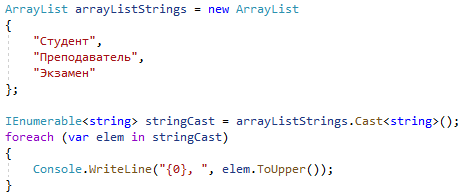 ArrayList arrayListStrings = new ArrayList
{
    "Студент",
    "Преподаватель",
    "Экзамен"
};

IEnumerable<string> stringCast = arrayListStrings.Cast<string>();
foreach (var elem in stringCast)
{
    Console.WriteLine("{0}, ", elem.ToUpper());
}